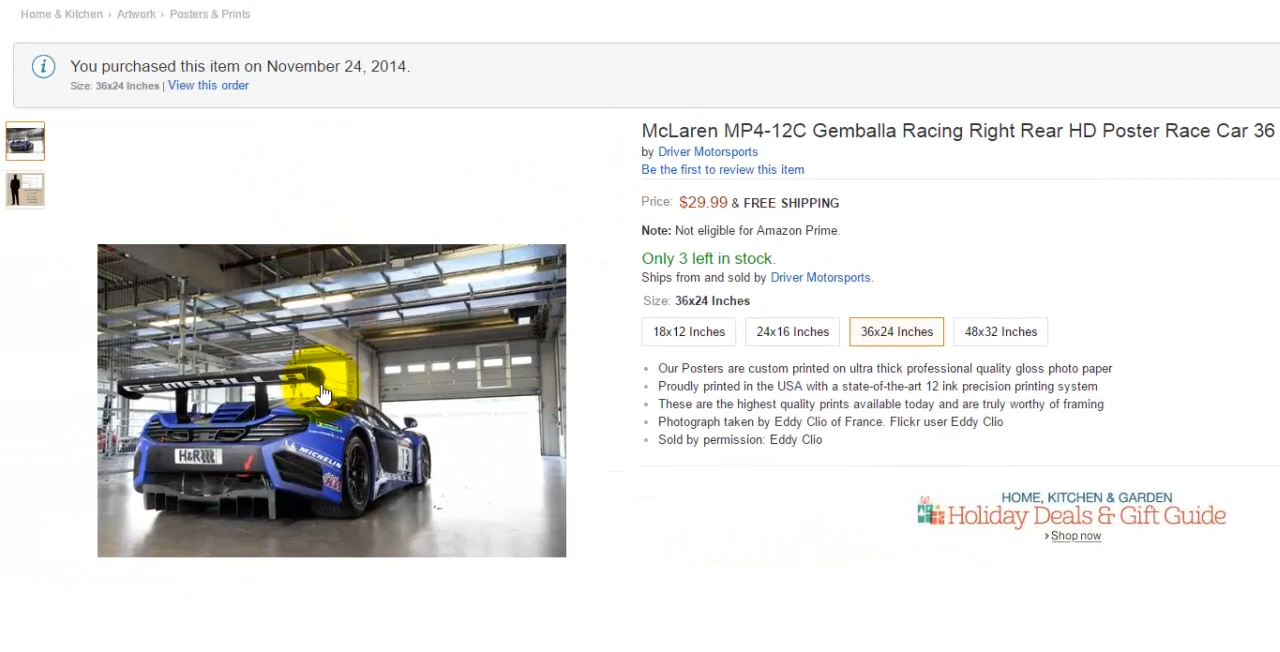 Home & Kitchen › Artwork › Posters & Prints
You purchased this item on November 24, 2014.
Size: 36x24 Inches | View this order
McLaren MP4-12C Gemballa Racing Right Rear HD Poster Race Car 36
by Driver Motorsports
Be the first to review this item
Price: $29.99 & FREE SHIPPING
Note: Not eligible for Amazon Prime.
Only 3 left in stock.
Ships from and sold by Driver Motorsports.
Size: 36x24 Inches
18x12 Inches 24x16 Inches 36x24 Inches 48x32 Inches
Our Posters are custom printed on ultra thick professional quality gloss photo paper
Proudly printed in the USA with a state-of-the-art 12 ink precision printing system
These are the highest quality prints available today and are truly worthy of framing
Photograph taken by Eddy Clio of France. Flickr user Eddy Clio
Sold by permission: Eddy Clio
H&R
MICHELIN
HOME, KITCHEN & GARDEN
Holiday Deals & Gift Guide
› Shop now